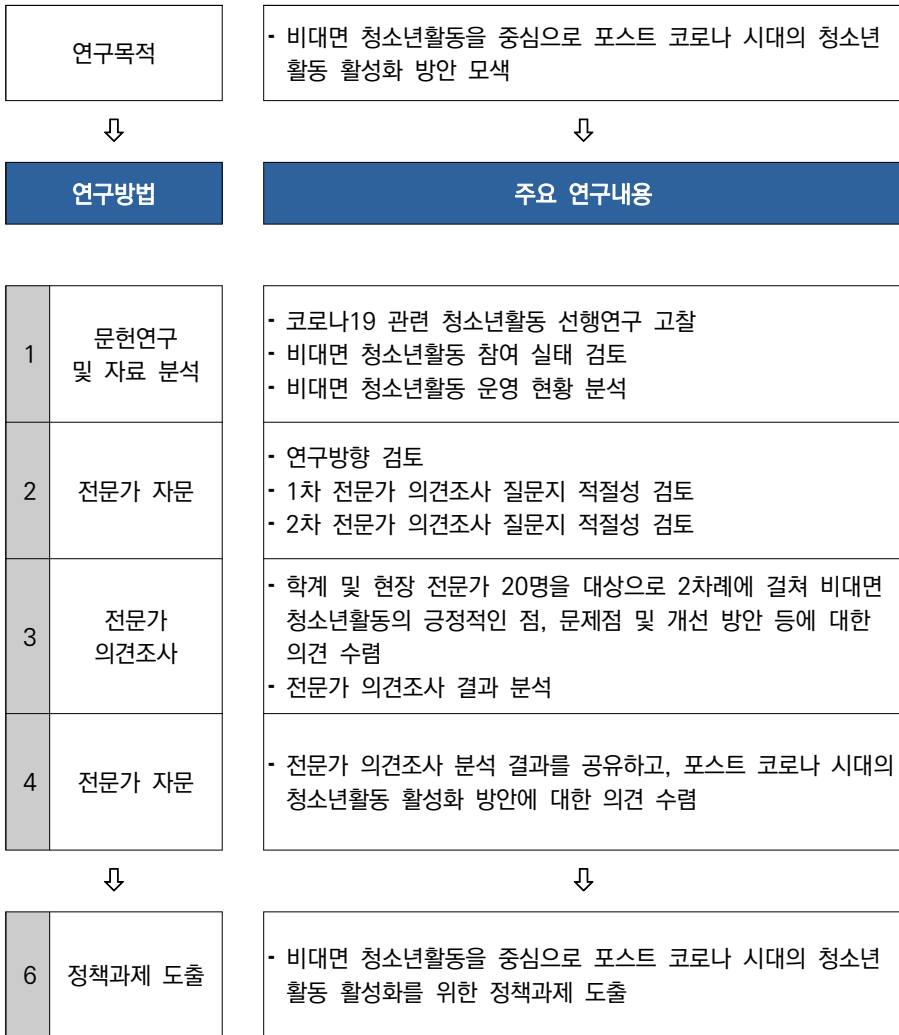 연구목적
- 비대면 청소년활동을 중심으로 포스트 코로나 시대의 청소년
활동 활성화 방안 모색
⇩
⇩
연구방법
주요 연구내용
1
문헌연구
및 자료 분석
- 코로나19 관련 청소년활동 선행연구 고찰
- 비대면 청소년활동 참여 실태 검토
- 비대면 청소년활동 운영 현황 분석
2
전문가 자문
- 연구방향 검토
- 1차 전문가 의견조사 질문지 적절성 검토
- 2차 전문가 의견조사 질문지 적절성 검토
3
전문가
의견조사
- 학계 및 현장 전문가 20명을 대상으로 2차례에 걸쳐 비대면
청소년활동의 긍정적인 점, 문제점 및 개선 방안 등에 대한
의견 수렴
- 전문가 의견조사 결과 분석
4
전문가 자문
- 전문가 의견조사 분석 결과를 공유하고, 포스트 코로나 시대의
청소년활동 활성화 방안에 대한 의견 수렴
⇩
⇩
6
정책과제 도출
- 비대면 청소년활동을 중심으로 포스트 코로나 시대의 청소년
활동 활성화를 위한 정책과제 도출